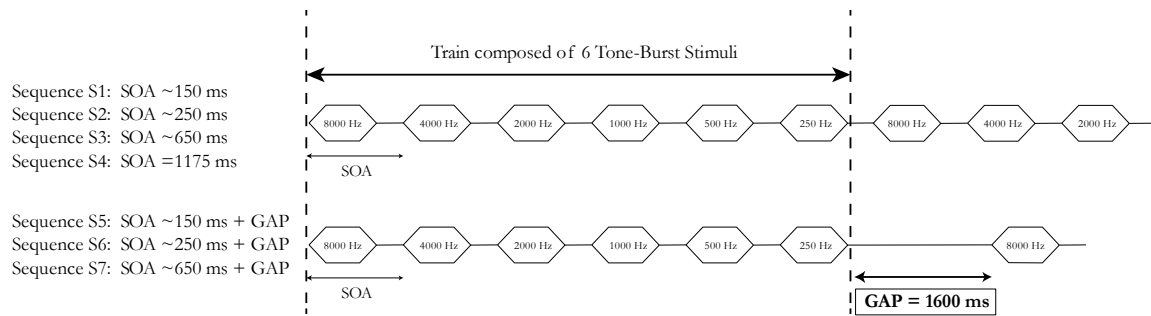 Train composed of 6 Tone-Burst Stimuli
Sequence S1: SOA ~150 ms
Sequence S2: SOA ~250 ms
Sequence S3: SOA ~650 ms
Sequence S4: SOA =1175 ms
8000 Hz 4000 Hz 2000 Hz 1000 Hz 500 Hz 250 Hz 8000 Hz 4000 Hz 2000 Hz
SOA
Sequence S5: SOA ~150 ms + GAP
Sequence S6: SOA ~250 ms + GAP
Sequence S7: SOA ~650 ms + GAP
8000 Hz 4000 Hz 2000 Hz 1000 Hz 500 Hz 250 Hz 8000 Hz
SOA
GAP = 1600 ms